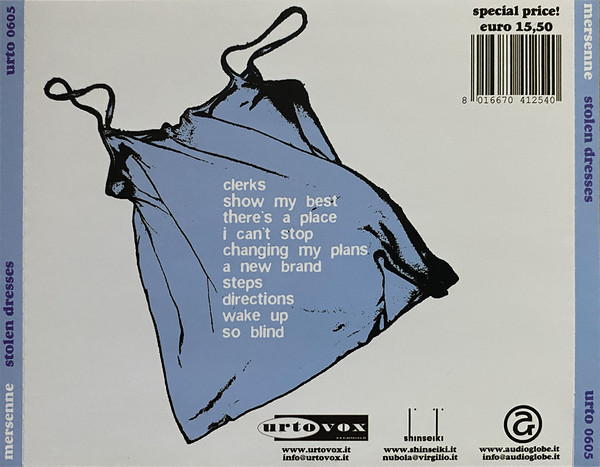 urto 0605
stolen dresses
mersenne
special price!
euro 15,50
8 016670 412540
mersenne
stolen dresses
urto 0605
clerks
show my best
there's a place
i can't stop
changing my plans
a new brand
steps
directions
wake up
so blind
urtovox
www.urtovox.it
info@urtovox.it
shinseiki
www.shinseiki.it
nubola@virgilio.it
a
www.audioglobe.it
info@audioglobe.it